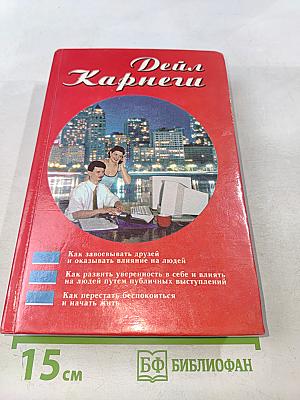 Дейл
Карнеги
Как завоевывать друзей
и оказывать влияние на людей
Как развить уверенность в себе и влиять
на людей путем публичных выступлений
Как перестать беспокоиться
и начать жить
15 см
БФ БИБЛИОФАН